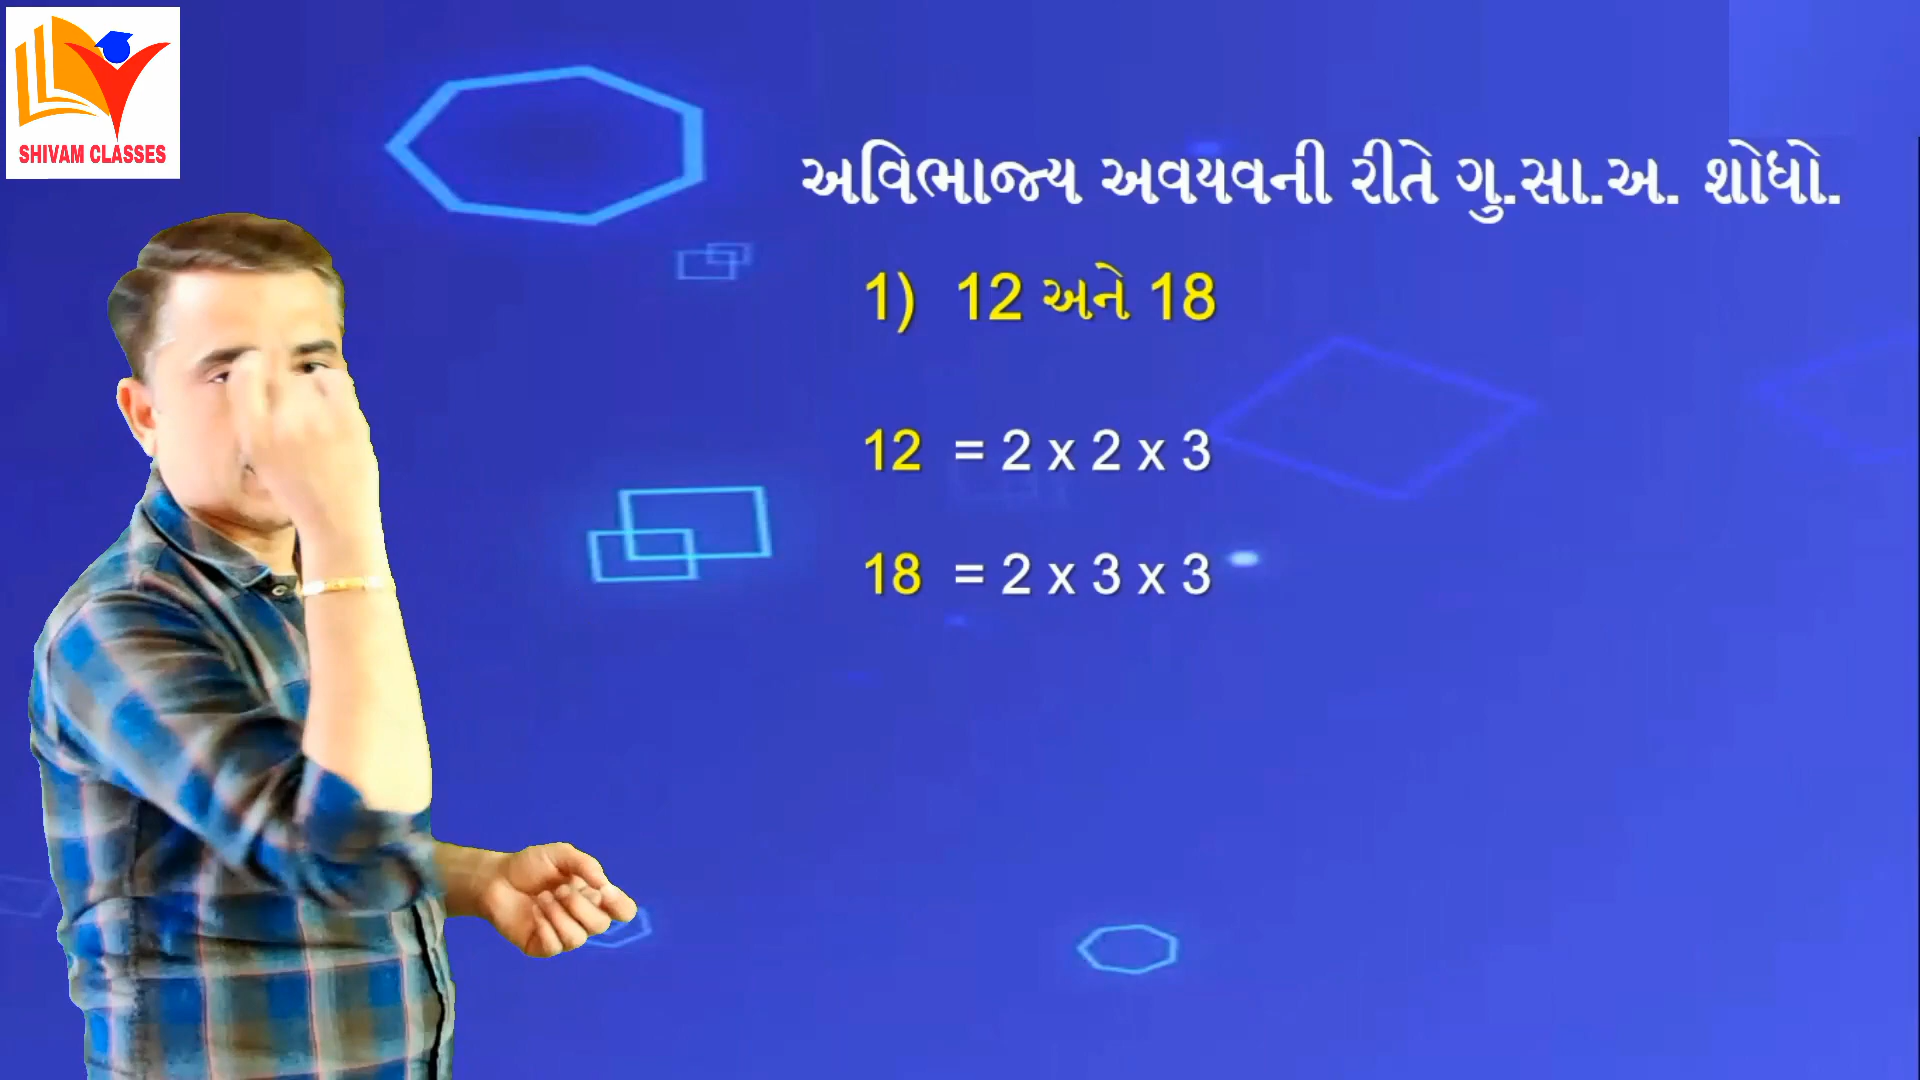 SHIVAM CLASSES
અવિભાજ્ય અવયવની રીતે ગુ.સા.અ. શોધો.
1) 12 અને 18
12 = 2 x 2 x 3
18 = 2 x 3 x 3